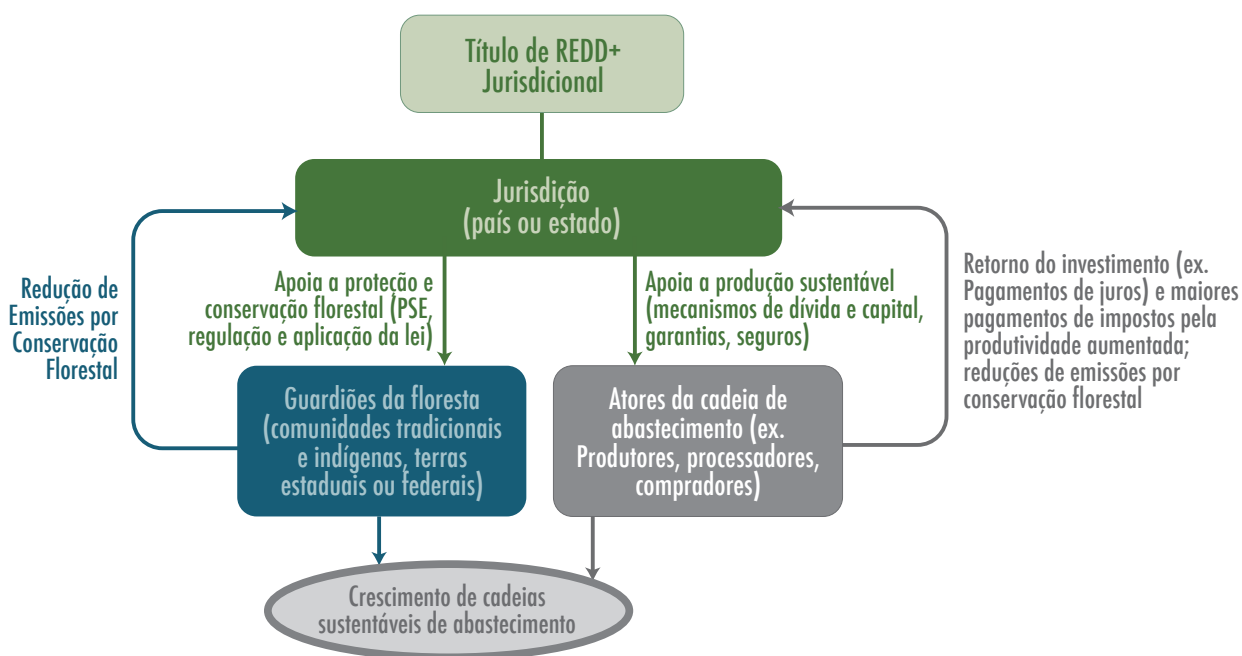 Título de REDD+
Jurisdicional
Jurisdição
(país ou estado)
Redução de
Emissões por
Conservação
Florestal
Apoia a proteção e
conservação florestal (PSE,
regulação e aplicação da lei)
Apoia a produção sustentável
(mecanismos de dívida e capital,
garantias, seguros)
Retorno do investimento (ex.
Pagamentos de juros) e maiores
pagamentos de impostos pela
produtividade aumentada;
reduções de emissões por
conservação florestal
Guardiões da floresta
(comunidades tradicionais
e indígenas, terras
estaduais ou federais)
Atores da cadeia de
abastecimento (ex.
Produtores, processadores,
compradores)
Crescimento de cadeias
sustentáveis de abastecimento